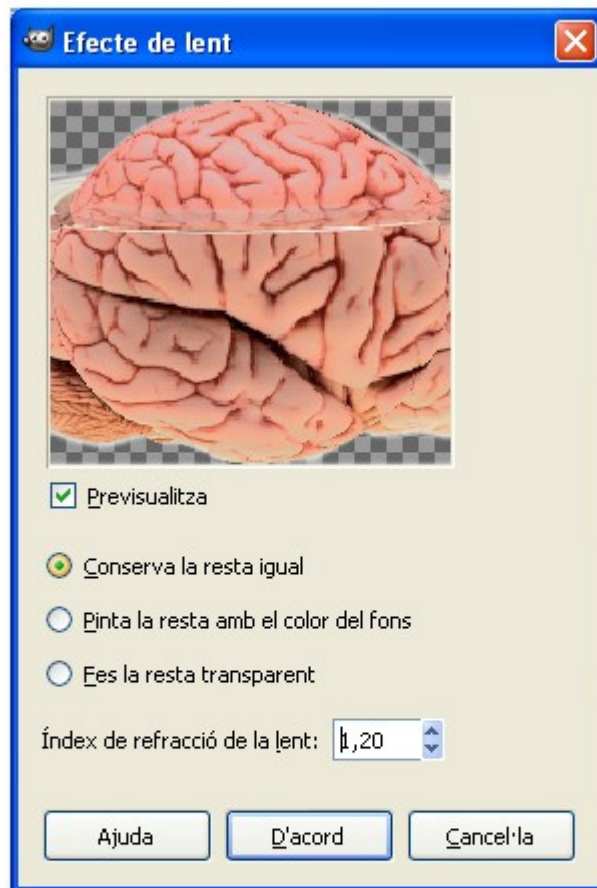 Efecte de lent
Previsualitza
Conserva la resta igual
Pinta la resta amb el color del fons
Fes la resta transparent
Índex de refracció de la lent: 1,20
Ajuda D'acord Cancel·la